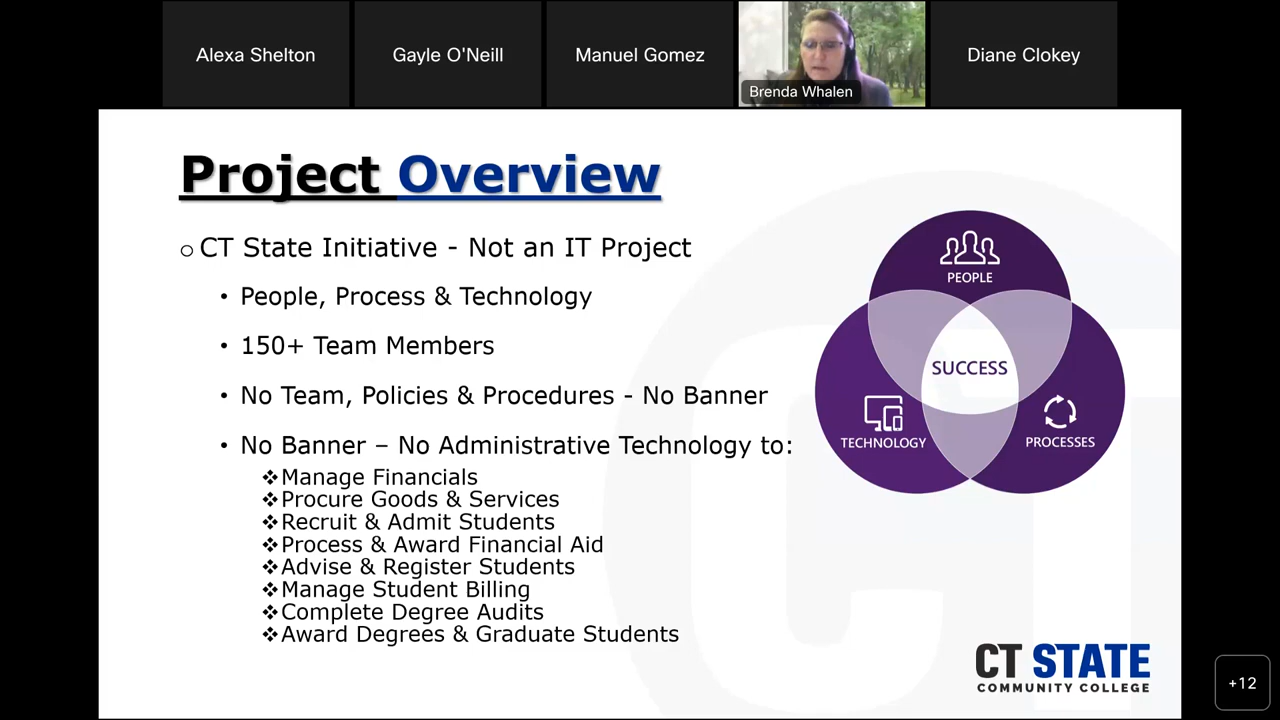 Alexa Shelton
Gayle O'Neill
Manuel Gomez
Brenda Whalen
Diane Clokey
Project Overview
o CT State Initiative - Not an IT Project
• People, Process & Technology
• 150+ Team Members
• No Team, Policies & Procedures - No Banner
• No Banner – No Administrative Technology to:
❖Manage Financials
❖Procure Goods & Services
❖Recruit & Admit Students
❖Process & Award Financial Aid
❖Advise & Register Students
❖Manage Student Billing
❖Complete Degree Audits
❖Award Degrees & Graduate Students
PEOPLE
SUCCESS
TECHNOLOGY
PROCESSES
CT STATE
COMMUNITY COLLEGE
+12